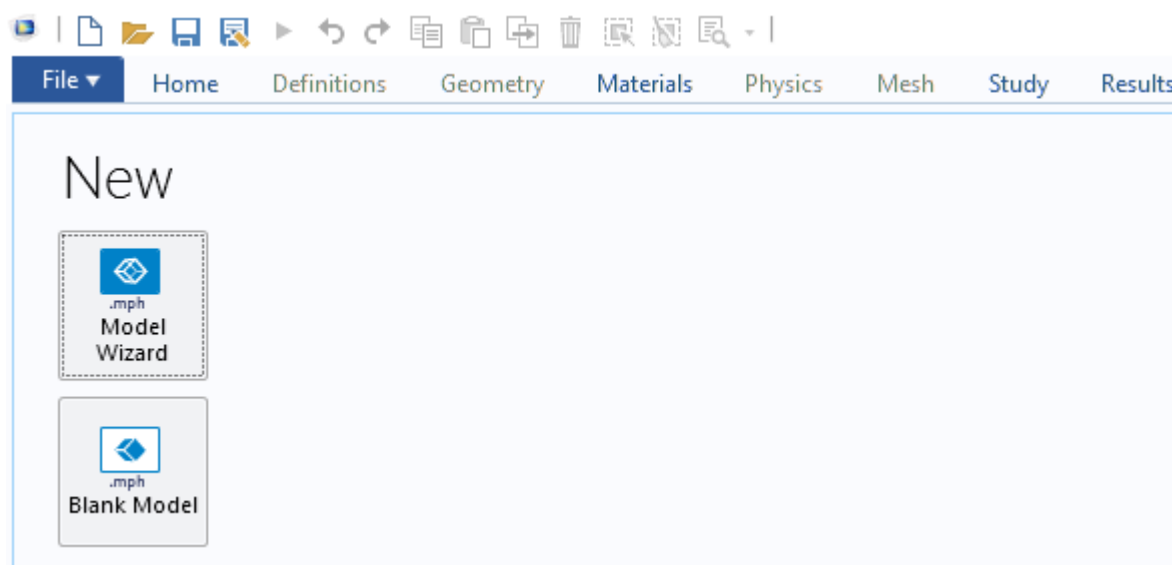 File Home Definitions Geometry Materials Physics Mesh Study Results
New
.mph
Model
Wizard
.mph
Blank Model